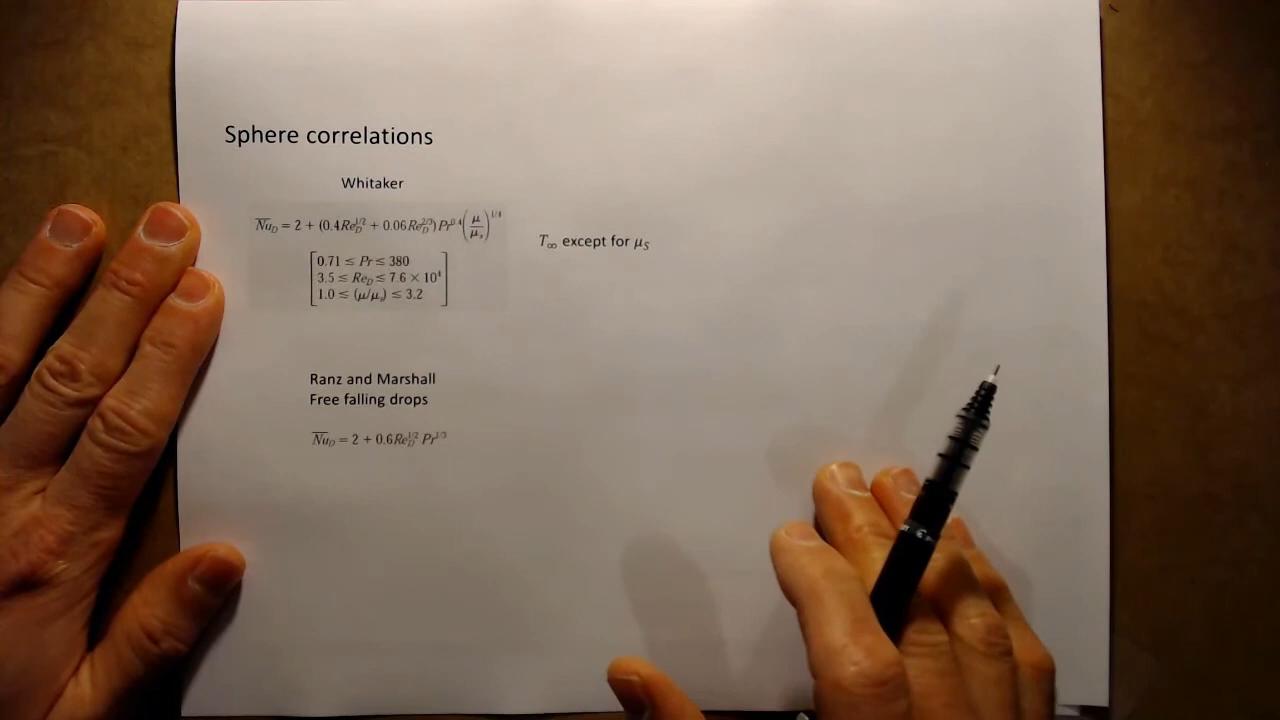 Sphere correlations
Whitaker
N̅u̅_D = 2 + (0.4Re_D^{1/2} + 0.06Re_D^{2/3})Pr^{0.4}(μ/μ_s)^{1/4}
T_∞ except for μ_S
0.71 ≤ Pr ≤ 380
3.5 ≤ Re_D ≤ 7.6 × 10^4
1.0 ≤ (μ/μ_s) ≤ 3.2
Ranz and Marshall
Free falling drops
N̅u̅_D = 2 + 0.6Re_D^{1/2} Pr^{1/3}